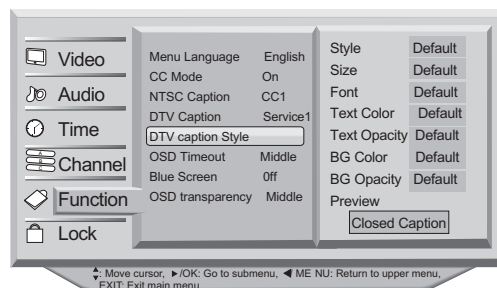 Video
Audio
Time
Channel
Function
Lock
Menu Language English
CC Mode On
NTSC Caption CC1
DTV Caption Service1
DTV caption Style
OSD Timeout Middle
Blue Screen 0ff
OSD transparency Middle
Style Default
Size Default
Font Default
Text Color Default
Text Opacity Default
BG Color Default
BG Opacity Default
Preview
Closed Caption
: Move cursor, ►/OK: Go to submenu, ◄ ME NU: Return to upper menu,
EXIT: Exit main menu